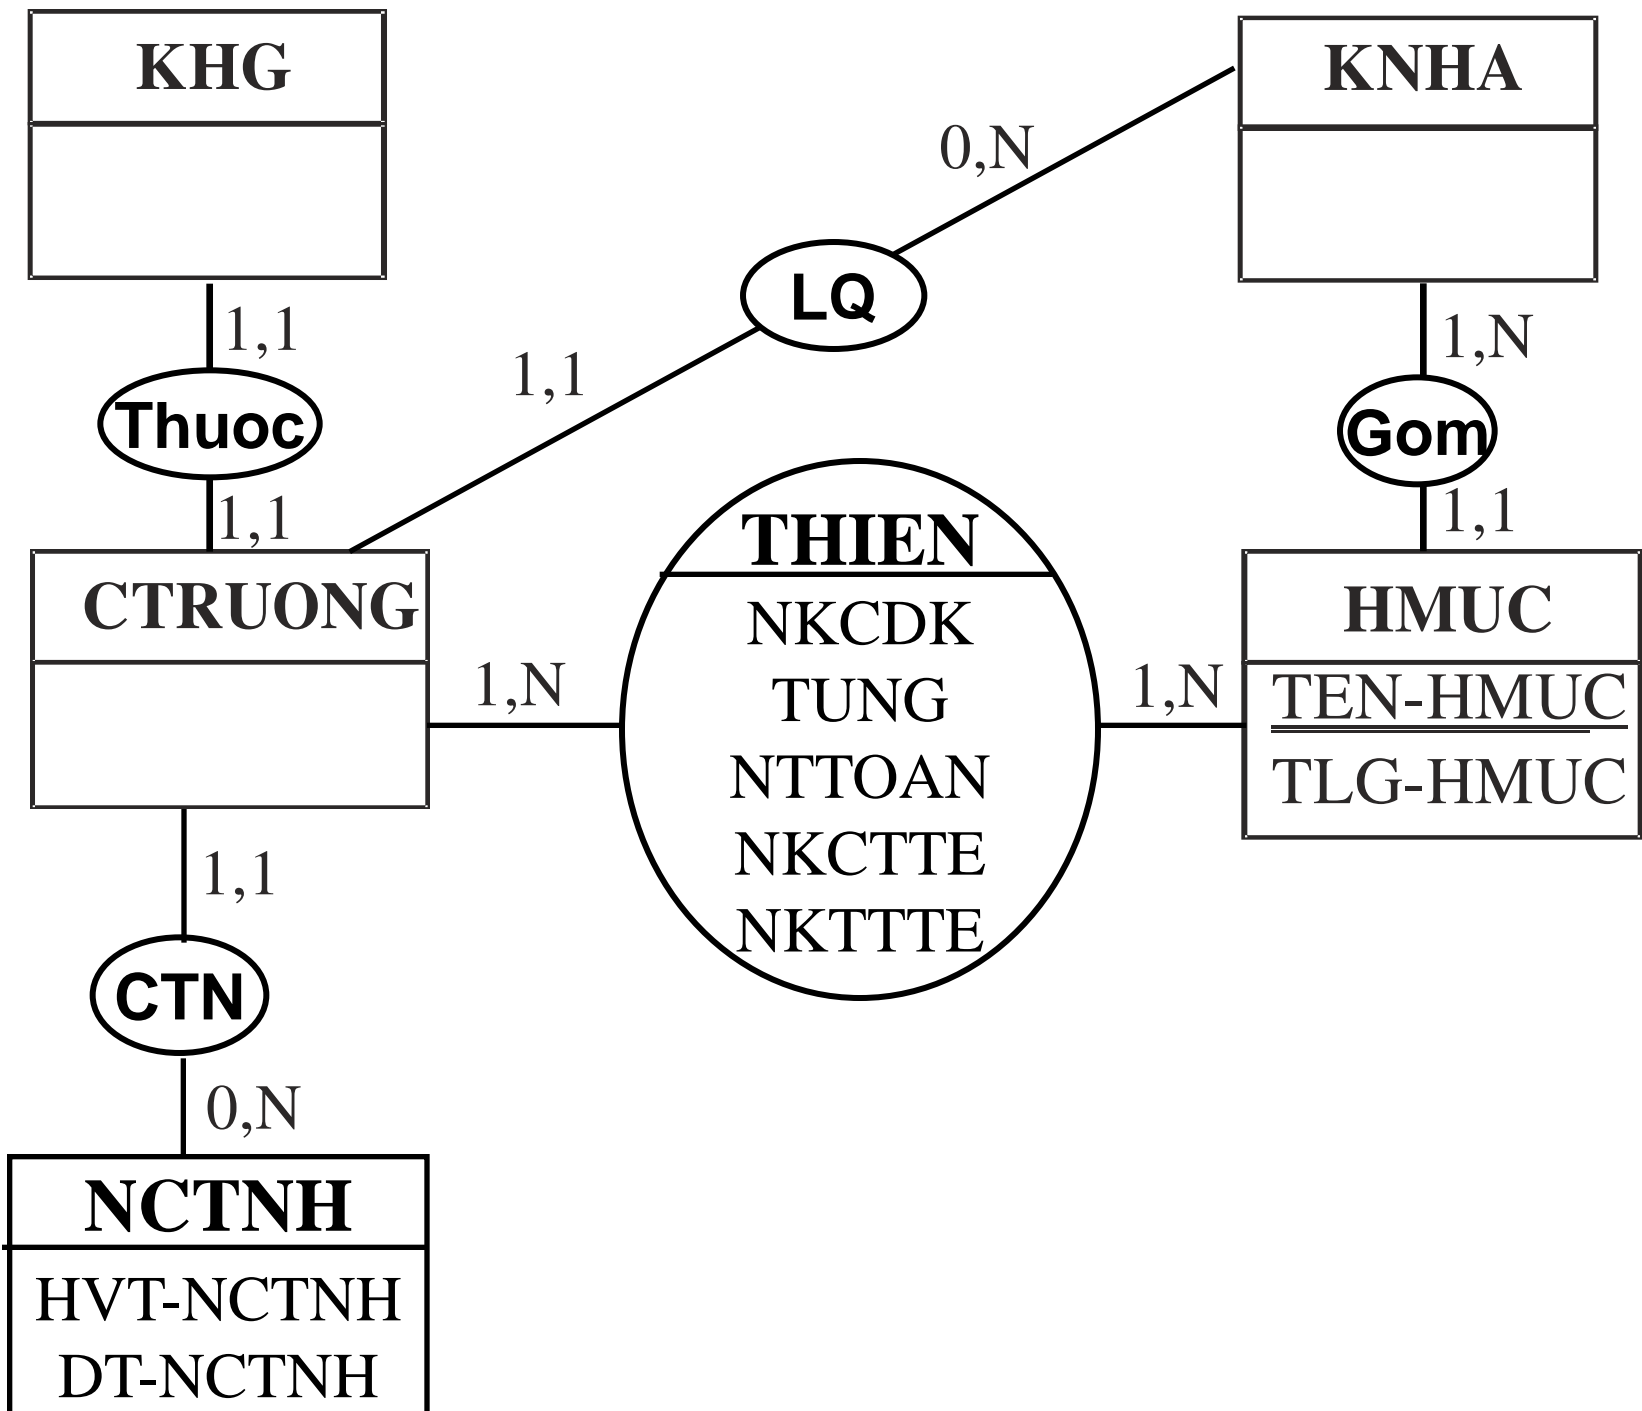 KHG
KNHA
0,N
LQ
1,1
1,N
1,1
Thuoc
Gom
1,1
1,1
THIEN
NKCDK
TUNG
NTTOAN
NKCTTE
NKTTTE
CTRUONG
HMUC
TEN-HMUC
TLG-HMUC
1,N
1,N
1,1
CTN
0,N
NCTNH
HVT-NCTNH
DT-NCTNH